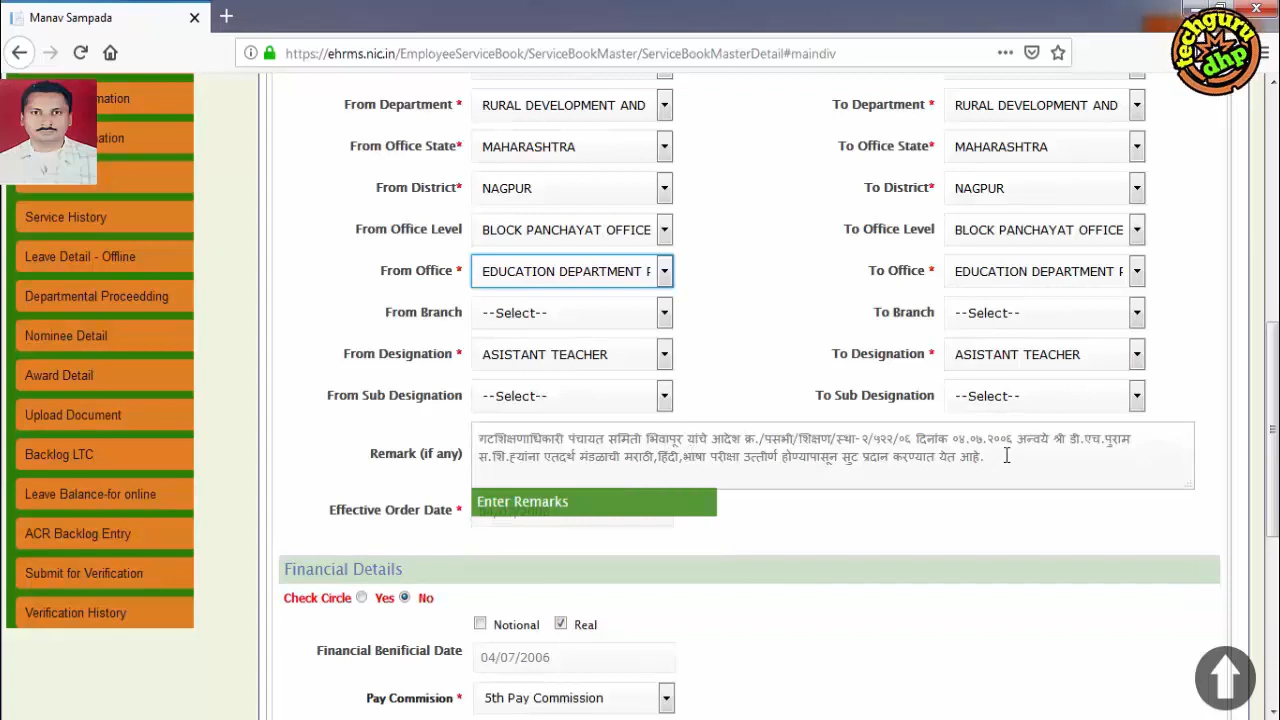 Manav Sampada
https://ehrms.nic.in/EmployeeServiceBook/ServiceBookMaster/ServiceBookMasterDetail#maindiv
techguru
dhp
mation
ation
Service History
Leave Detail - Offline
Departmental Proceedding
Nominee Detail
Award Detail
Upload Document
Backlog LTC
Leave Balance-for online
ACR Backlog Entry
Submit for Verification
Verification History
From Department * RURAL DEVELOPMENT AND To Department * RURAL DEVELOPMENT AND
From Office State* MAHARASHTRA To Office State* MAHARASHTRA
From District* NAGPUR To District* NAGPUR
From Office Level BLOCK PANCHAYAT OFFICE To Office Level BLOCK PANCHAYAT OFFICE
From Office * EDUCATION DEPARTMENT F To Office * EDUCATION DEPARTMENT F
From Branch --Select-- To Branch --Select--
From Designation * ASISTANT TEACHER To Designation * ASISTANT TEACHER
From Sub Designation --Select-- To Sub Designation --Select--
Remark (if any)
गटशिक्षणाधिकारी पंचायत समिती भिवापूर यांचे आदेश क्र./पसभी/शिक्षण/स्था-२/५२२/०६ दिनांक ०४.०७.२००६ अन्वये श्री डी.एच.पुराम
स.शि.ह्यांना एतदर्थ मंडळाची मराठी,हिंदी,भाषा परीक्षा उत्तीर्ण होण्यापासून सुट प्रदान करण्यात येत आहे.
Enter Remarks
Effective Order Date *
Financial Details
Check Circle Yes No
Notional Real
Financial Benificial Date 04/07/2006
Pay Commision * 5th Pay Commission